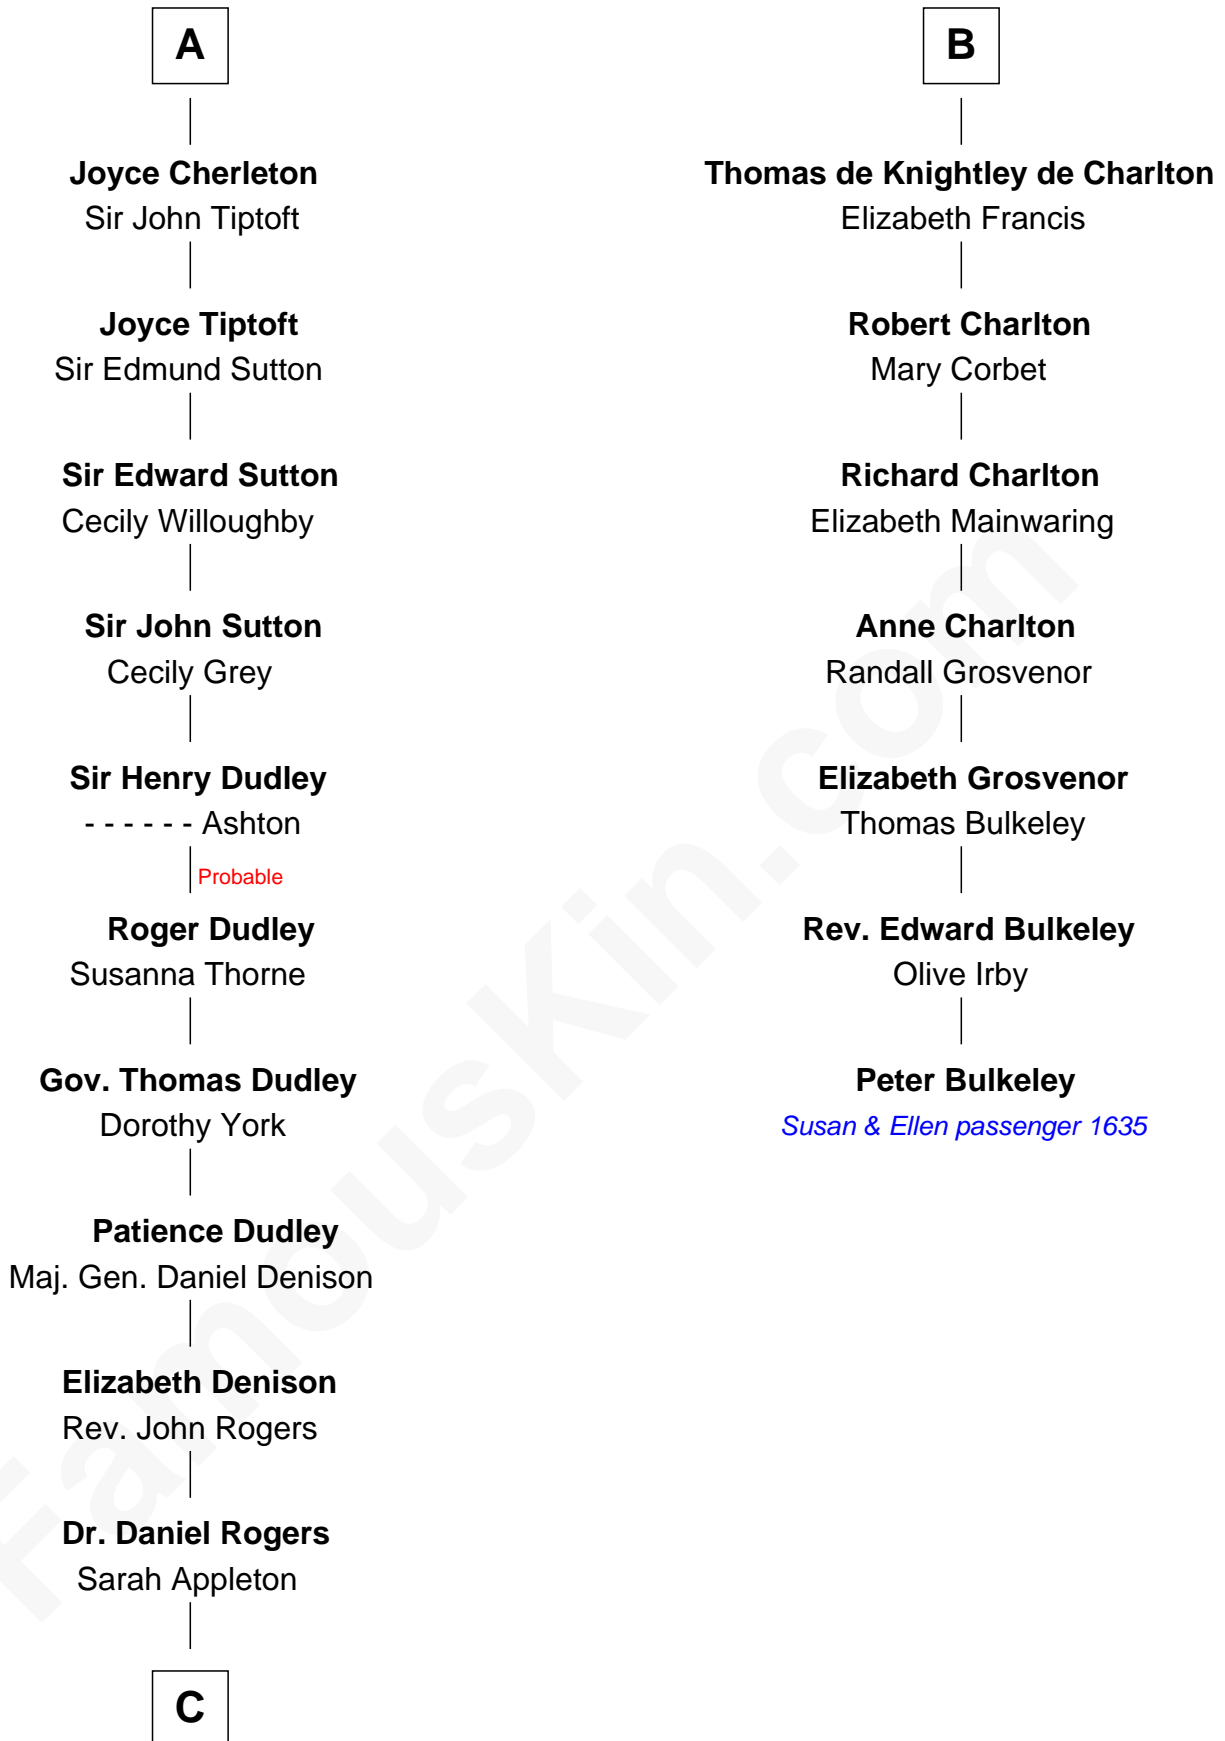 A
Joyce Cherleton
Sir John Tiptoft
Joyce Tiptoft
Sir Edmund Sutton
Sir Edward Sutton
Cecily Willoughby
Sir John Sutton
Cecily Grey
Sir Henry Dudley
- - - - - - Ashton
Probable
Roger Dudley
Susanna Thorne
Gov. Thomas Dudley
Dorothy York
Patience Dudley
Maj. Gen. Daniel Denison
Elizabeth Denison
Rev. John Rogers
Dr. Daniel Rogers
Sarah Appleton
C
B
Thomas de Knightley de Charlton
Elizabeth Francis
Robert Charlton
Mary Corbet
Richard Charlton
Elizabeth Mainwaring
Anne Charlton
Randall Grosvenor
Elizabeth Grosvenor
Thomas Bulkeley
Rev. Edward Bulkeley
Olive Irby
Peter Bulkeley
Susan & Ellen passenger 1635
FamousKin.com